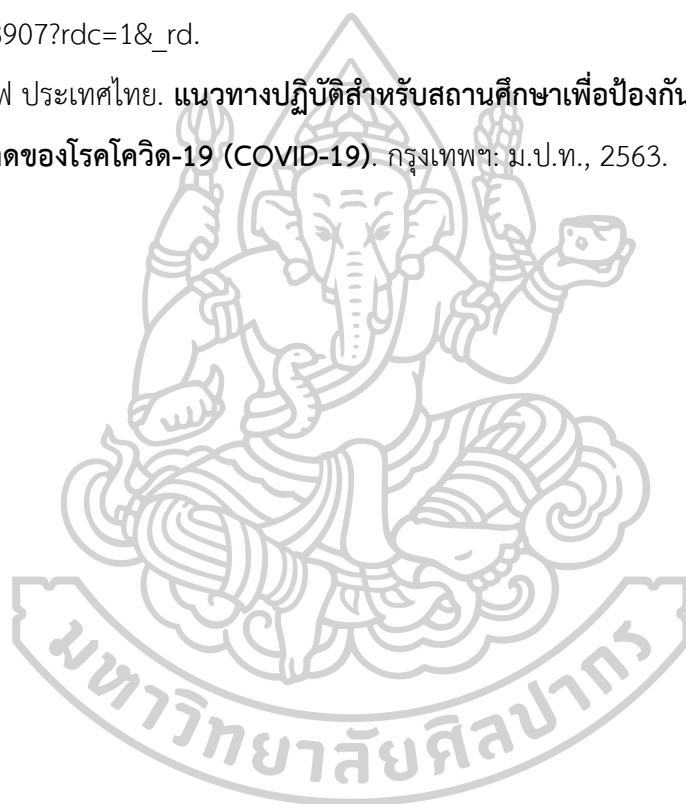 907?rdc=1&_rd.
ฟ ประเทศไทย. แนวทางปฏิบัติสำหรับสถานศึกษาเพื่อป้องกัน
าดของโรคโควิด-19 (COVID-19). กรุงเทพฯ: ม.ป.ท., 2563.
มหาวิทยาลัยศิลปากร